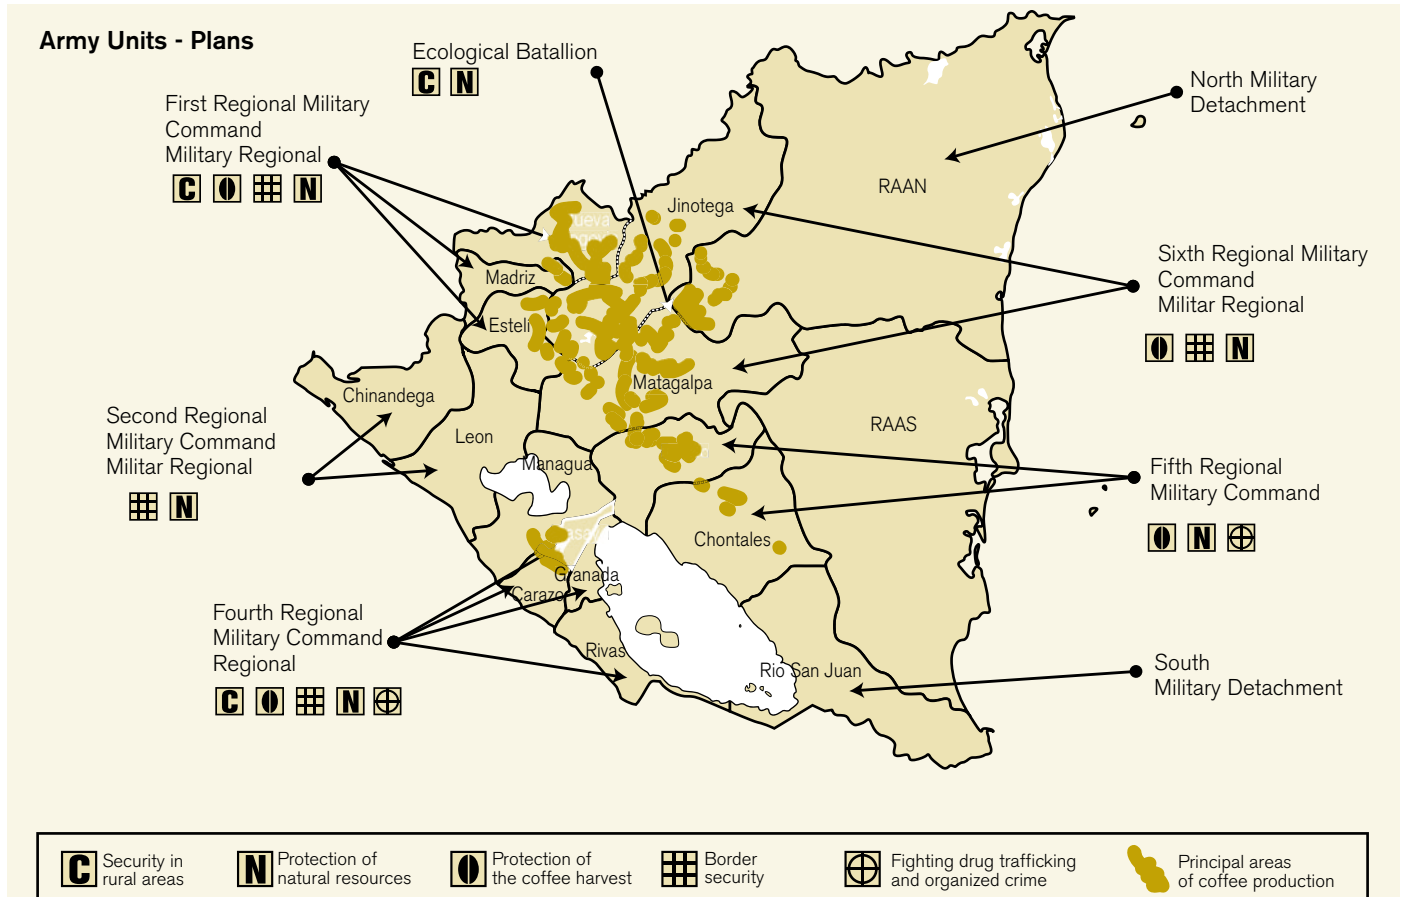 Army Units - Plans
Ecological Batallion
C N
First Regional Military
Command
Military Regional
C N
North Military
Detachment
RAAN
Jinotega
Sixth Regional Military
Command
Militar Regional
N
Madriz
Esteli
Matagalpa
Chinandega
Leon
Managua
RAAS
Second Regional
Military Command
Militar Regional
N
Fifth Regional
Military Command
N
Chontales
Granada
Carazo
Rivas
Rio San Juan
Fourth Regional
Military Command
Regional
C N
South
Military Detachment
C Security in
rural areas
N Protection of
natural resources
Protection of
the coffee harvest
Border
security
Fighting drug trafficking
and organized crime
Principal areas
of coffee production